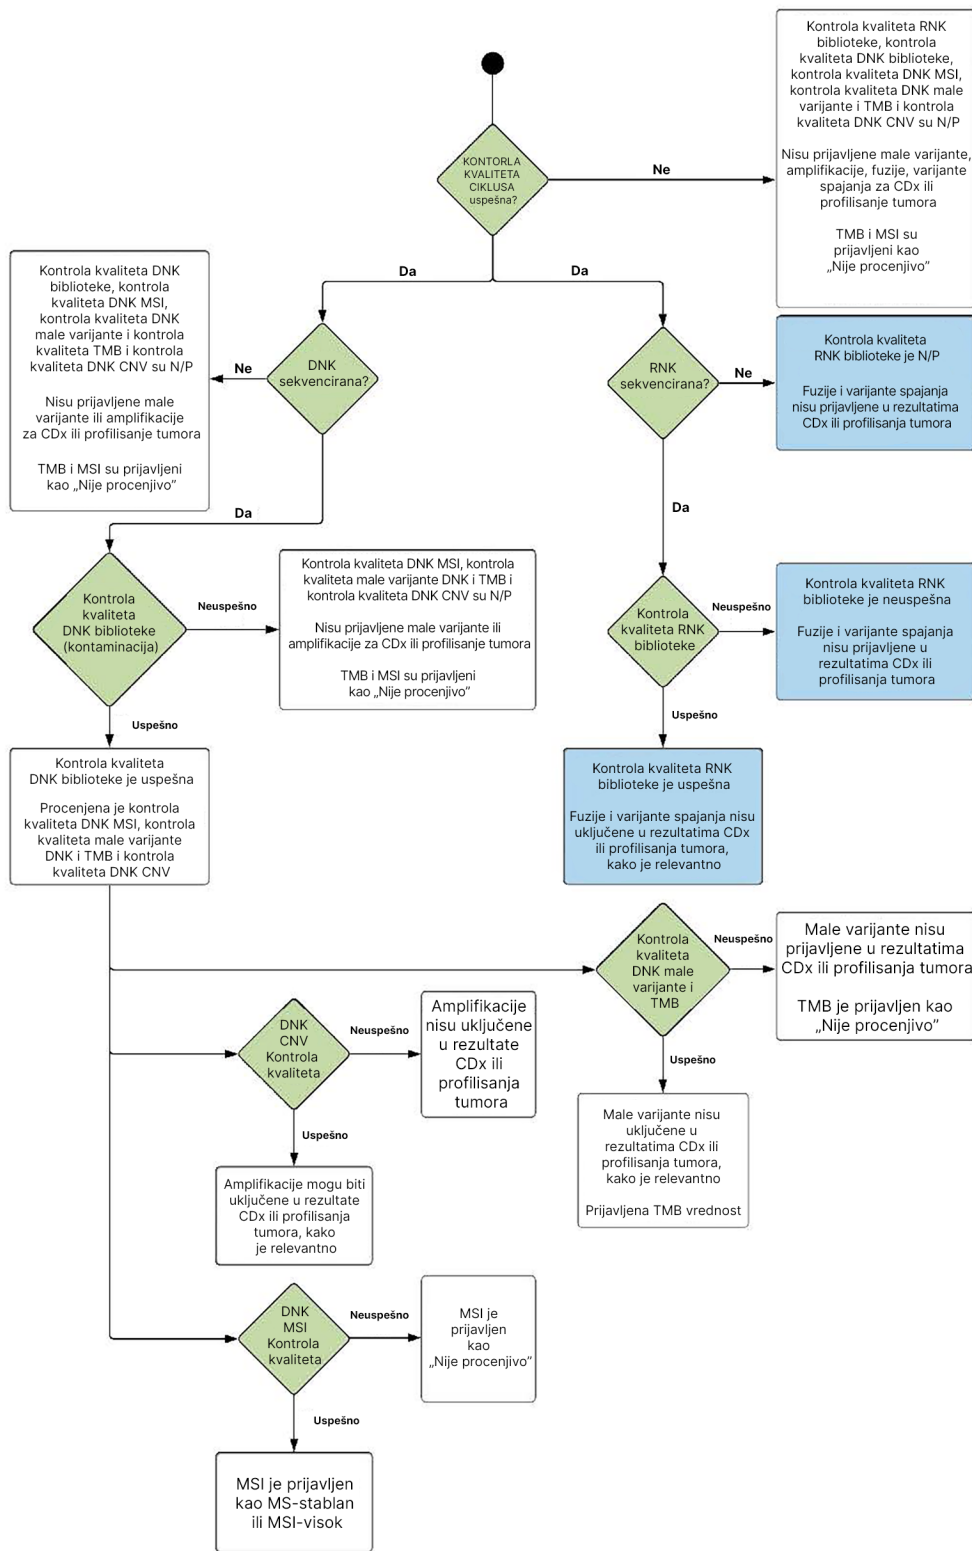 Kontrola kvaliteta RNK
biblioteke, kontrola
kvaliteta DNK biblioteke,
kontrola kvaliteta DNK MSI,
kontrola kvaliteta DNK male
varijante i TMB i kontrola
kvaliteta DNK CNV su N/P
Nisu prijavljene male varijante,
amplifikacije, fuzije, varijante
spajanja za CDx ili
profilisanje tumora
TMB i MSI su
prijavljeni kao
„Nije procenjivo”
KONTORLA
KVALITETA
CIKLUSA
uspešna?
Ne
Da
Da
Kontrola kvaliteta DNK
biblioteke, kontrola
kvaliteta DNK MSI,
kontrola kvaliteta DNK
male varijante i kontrola
kvaliteta TMB i kontrola
kvaliteta DNK CNV su N/P
Nisu prijavljene male
varijante ili amplifikacije
za CDx ili profilisanje tumora
TMB i MSI su prijavljeni
kao „Nije procenjivo”
Ne
DNK
sekvencirana?
RNK
sekvencirana?
Ne
Kontrola kvaliteta
RNK biblioteke je N/P
Fuzije i varijante spajanja
nisu prijavljene u rezultatima
CDx ili profilisanja tumora
Da
Da
Kontrola
kvaliteta
DNK biblioteke
(kontaminacija)
Neuspešno
Kontrola kvaliteta DNK MSI, kontrola
kvaliteta male varijante DNK i TMB i
i kontrola kvaliteta DNK CNV su N/P
Nisu prijavljene male varijante ili
amplifikacije za CDx ili profilisanje tumora
TMB i MSI su prijavljeni
kao „Nije procenjivo”
Kontrola
kvaliteta RNK
biblioteke
Neuspešno
Kontrola kvaliteta RNK
biblioteke je neuspešna
Fuzije i varijante spajanja
nisu prijavljene u
rezultatima CDx ili
profilisanja tumora
Uspešno
Uspešno
Kontrola kvaliteta
DNK biblioteke je uspešna
Procenjena je kontrola
kvaliteta DNK MSI, kontrola
kvaliteta male varijante
DNK i TMB i kontrola
kvaliteta DNK CNV
Kontrola kvaliteta RNK
biblioteke je uspešna
Fuzije i varijante spajanja nisu
uključene u rezultatima CDx
ili profilisanja tumora,
kako je relevantno
Kontrola
kvaliteta
DNK male
varijante i
TMB
Neuspešno
Male varijante nisu
prijavljene u rezultatima
CDx ili profilisanja tumora
TMB je prijavljen kao
„Nije procenjivo”
DNK
CNV
Kontrola
kvaliteta
Neuspešno
Amplifikacije
nisu uključene
u rezultate
CDx ili
profilisanja
tumora
Uspešno
Male varijante nisu
uključene u
rezultatima CDx ili
profilisanja tumora,
kako je relevantno
Prijavljena TMB vrednost
Uspešno
Amplifikacije mogu biti
uključene u rezultate
CDx ili profilisanja
tumora, kako
je relevantno
DNK
MSI
Kontrola
kvaliteta
Neuspešno
MSI je
prijavljen
kao
„Nije procenjivo”
Uspešno
MSI je prijavljen
kao MS-stablan
ili MSI-visok